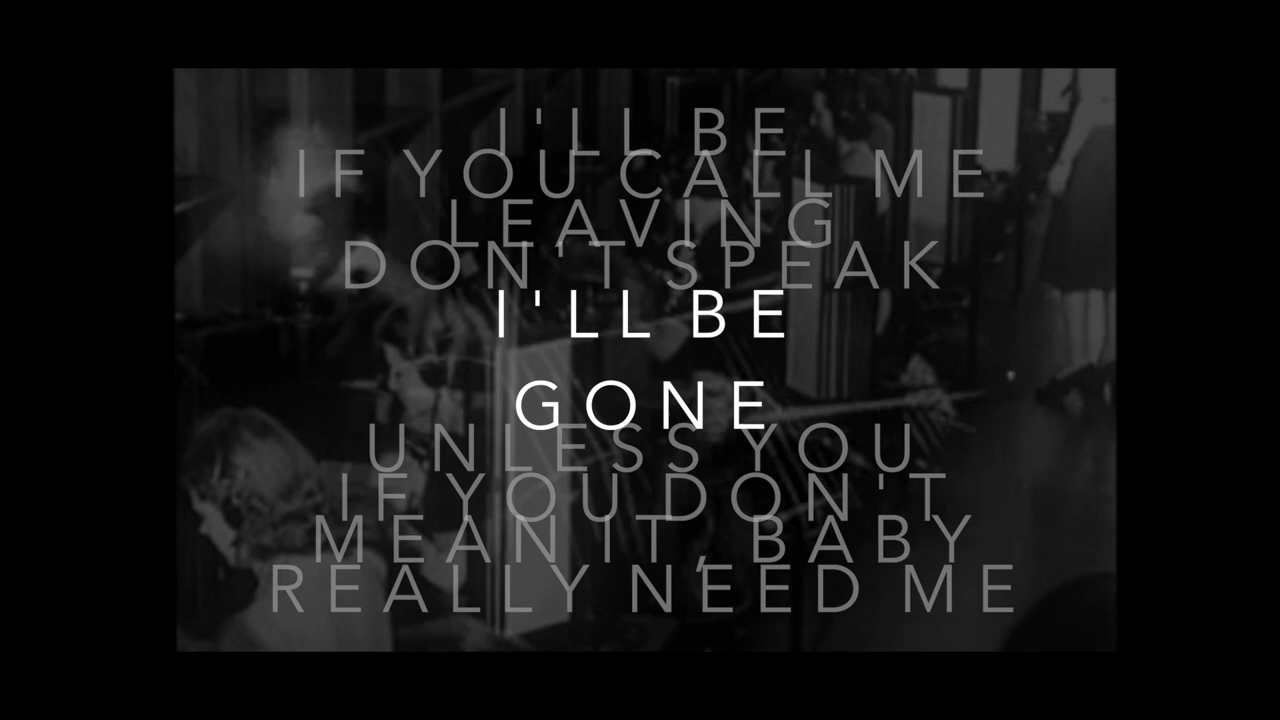 I'LL BE
IF YOU CALL ME
LEAVING
DON'T SPEAK
I'LL BE
GONE
UNLESS YOU
IF YOU DON'T
MEAN IT, BABY
REALLY NEED ME